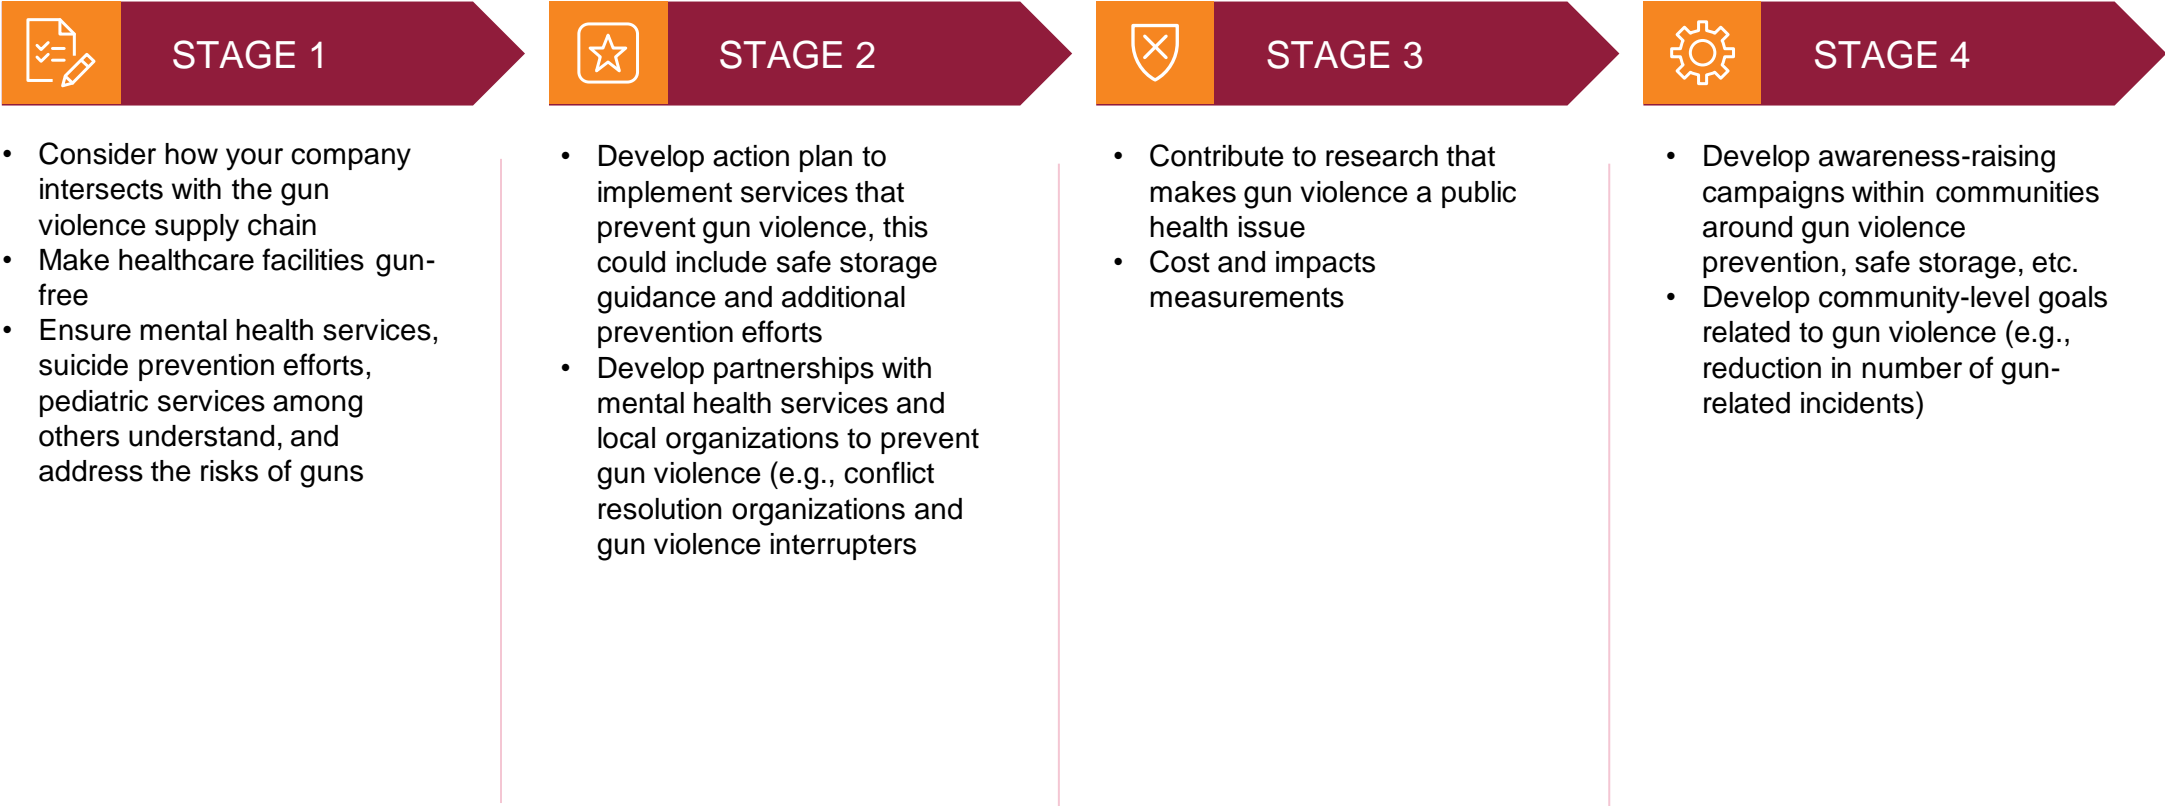 STAGE 1
• Consider how your company
intersects with the gun
violence supply chain
• Make healthcare facilities gun-
free
• Ensure mental health services,
suicide prevention efforts,
pediatric services among
others understand, and
address the risks of guns
STAGE 2
• Develop action plan to
implement services that
prevent gun violence, this
could include safe storage
guidance and additional
prevention efforts
• Develop partnerships with
mental health services and
local organizations to prevent
gun violence (e.g., conflict
resolution organizations and
gun violence interrupters
STAGE 3
• Contribute to research that
makes gun violence a public
health issue
• Cost and impacts
measurements
STAGE 4
• Develop awareness-raising
campaigns within communities
around gun violence
prevention, safe storage, etc.
• Develop community-level goals
related to gun violence (e.g.,
reduction in number of gun-
related incidents)